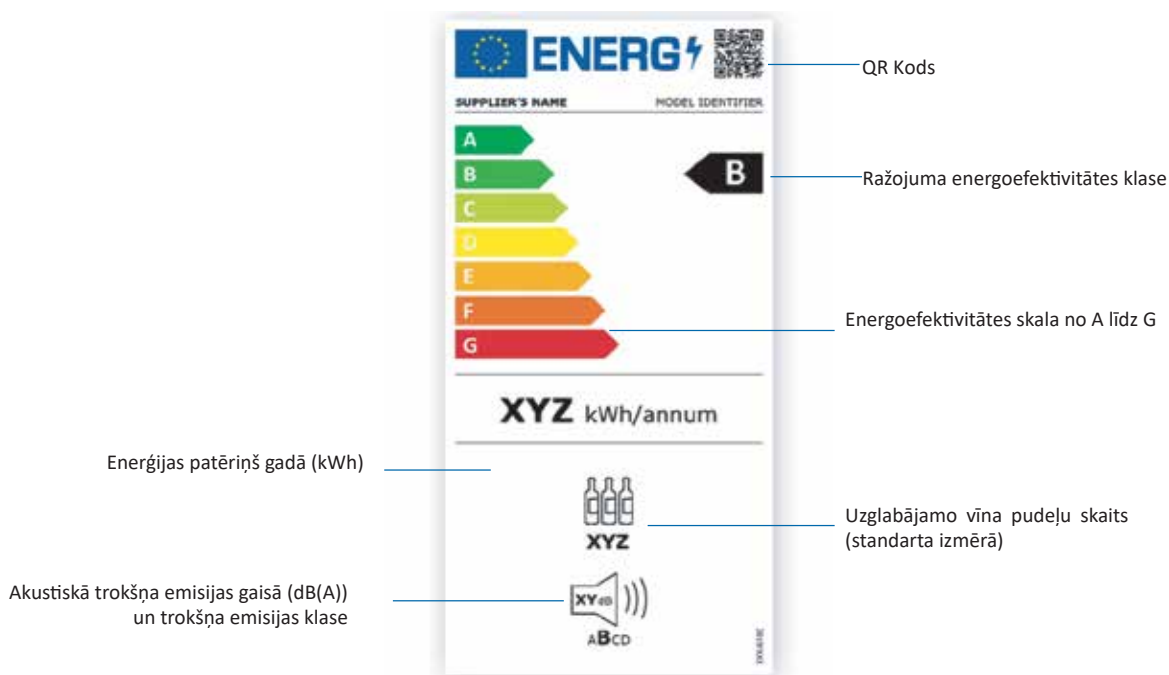 ENERG
QR Kods
SUPPLIER'S NAME MODEL IDENTIFIER
A
B
B
Ražojuma energoefektivitātes klase
C
D
E
F
Energoefektivitātes skala no A līdz G
G
XYZ kWh/annum
Enerģijas patēriņš gadā (kWh)
Uzglabājamo vīna pudeļu skaits
(standarta izmērā)
XYZ
Akustiskā trokšņa emisijas gaisā (dB(A))
un trokšņa emisijas klase
XY dB
ABCD